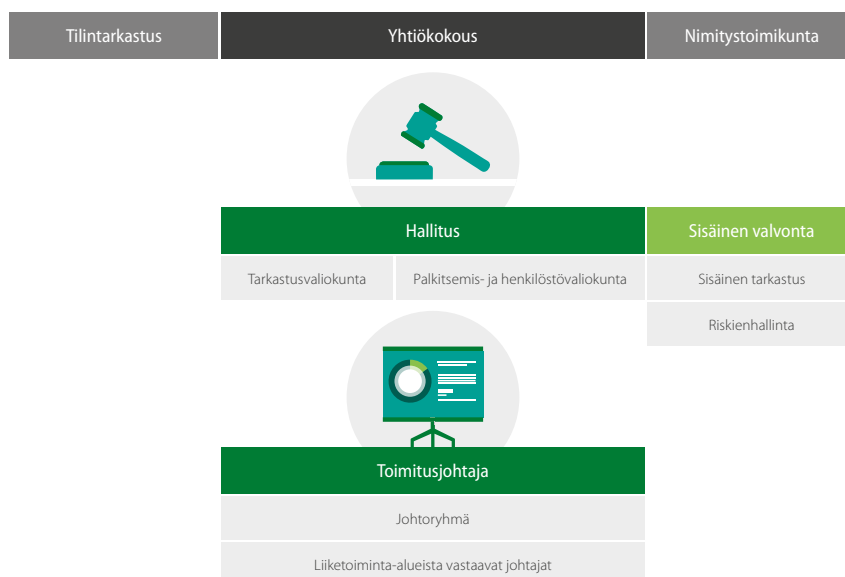 Tilintarkastus
Yhtiökokous
Nimitystoimikunta
Hallitus
Sisäinen valvonta
Tarkastusvaliokunta
Palkitsemis- ja henkilöstövaliokunta
Sisäinen tarkastus
Riskienhallinta
Toimitusjohtaja
Johtoryhmä
Liiketoiminta-alueista vastaavat johtajat